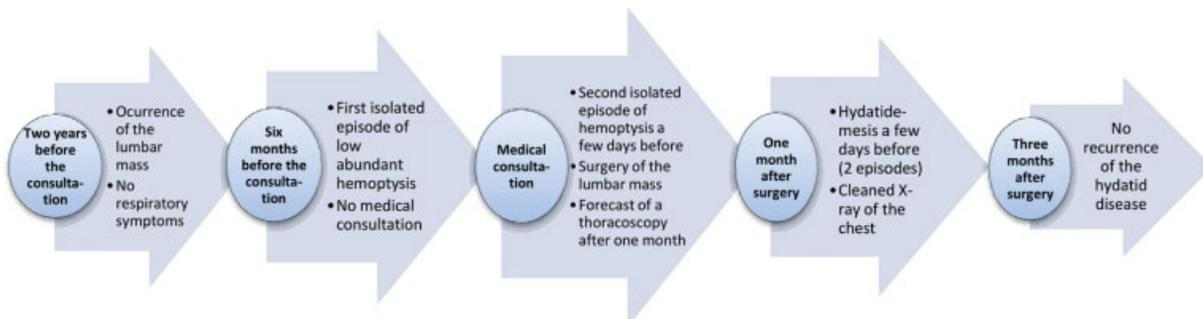 Two years
before
the
consulta-
tion
• Ocurrence
of the
lumbar
mass
• No
respiratory
symptoms
Six
months
before the
consulta-
tion
• First isolated
episode of
low
abundant
hemoptysis
• No medical
consultation
Medical
consulta-
tion
• Second isolated
episode of
hemoptysis a
few days before
• Surgery of the
lumbar mass
• Forecast of a
thoracoscopy
after one month
One
month
after
surgery
• Hydatide-
mesis a few
days before
(2 episodes)
• Cleaned X-
ray of the
chest
Three
months
after
surgery
No
recurrence
of the
hydatid
disease